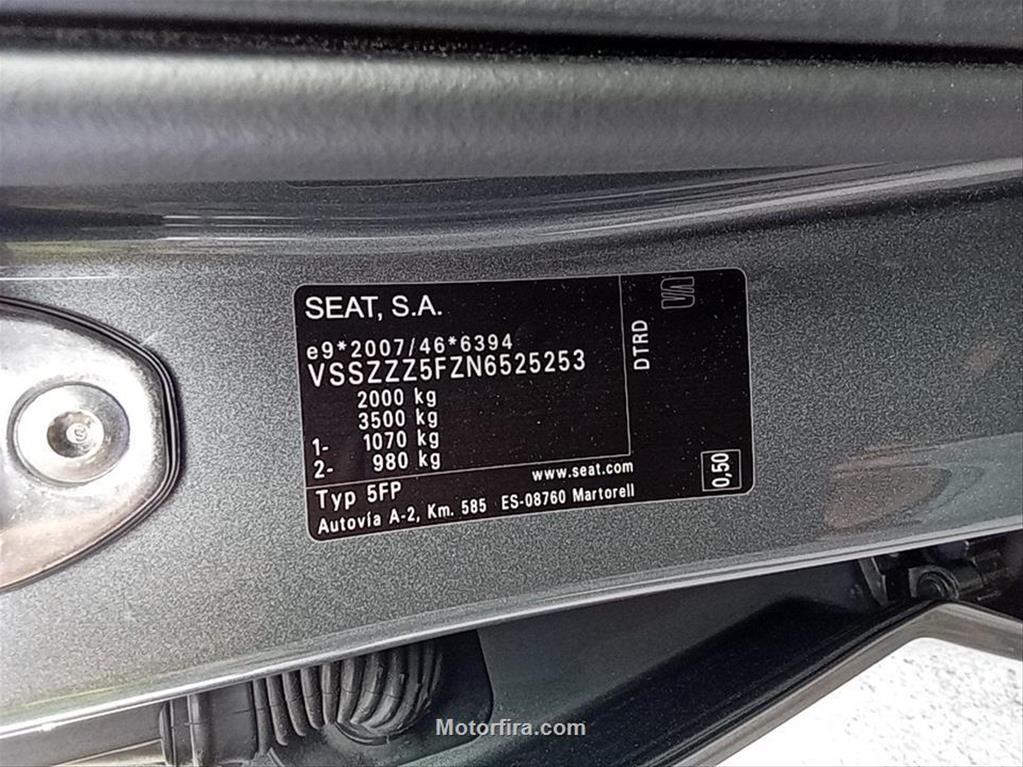 SEAT, S.A.
e9*2007/46*6394
VSSZZZ5FZN6525253
2000 kg
3500 kg
1- 1070 kg
2- 980 kg
Typ 5FP
www.seat.com
Autovía A-2, Km. 585 ES-08760 Martorell
DTRD
0,50
Motorfira.com